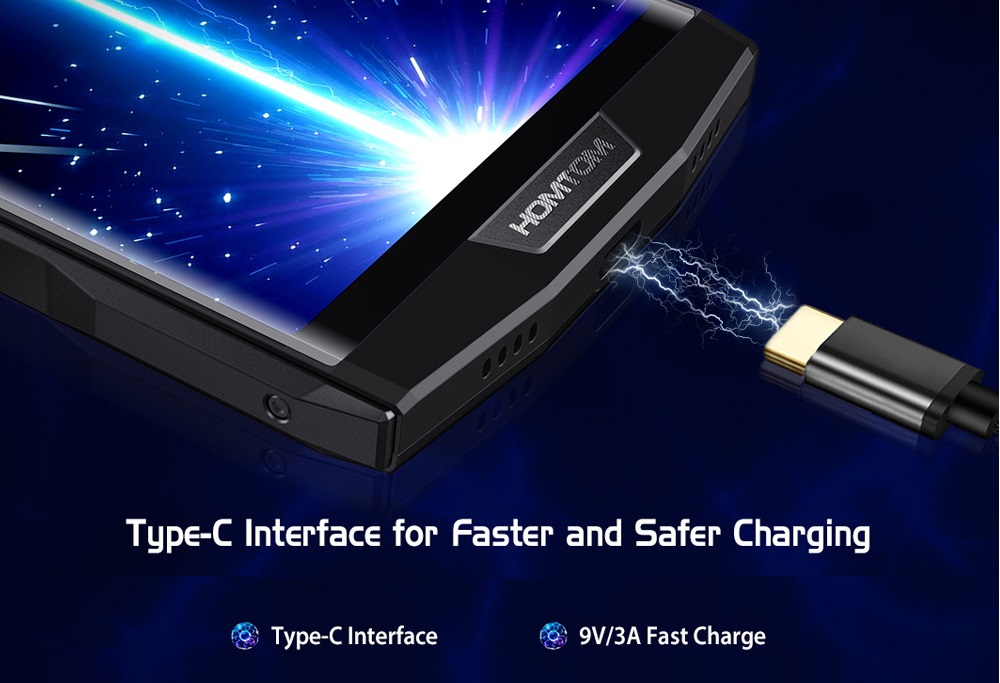 HOMTOM
Type-C Interface for Faster and Safer Charging
Type-C Interface
9V/3A Fast Charge